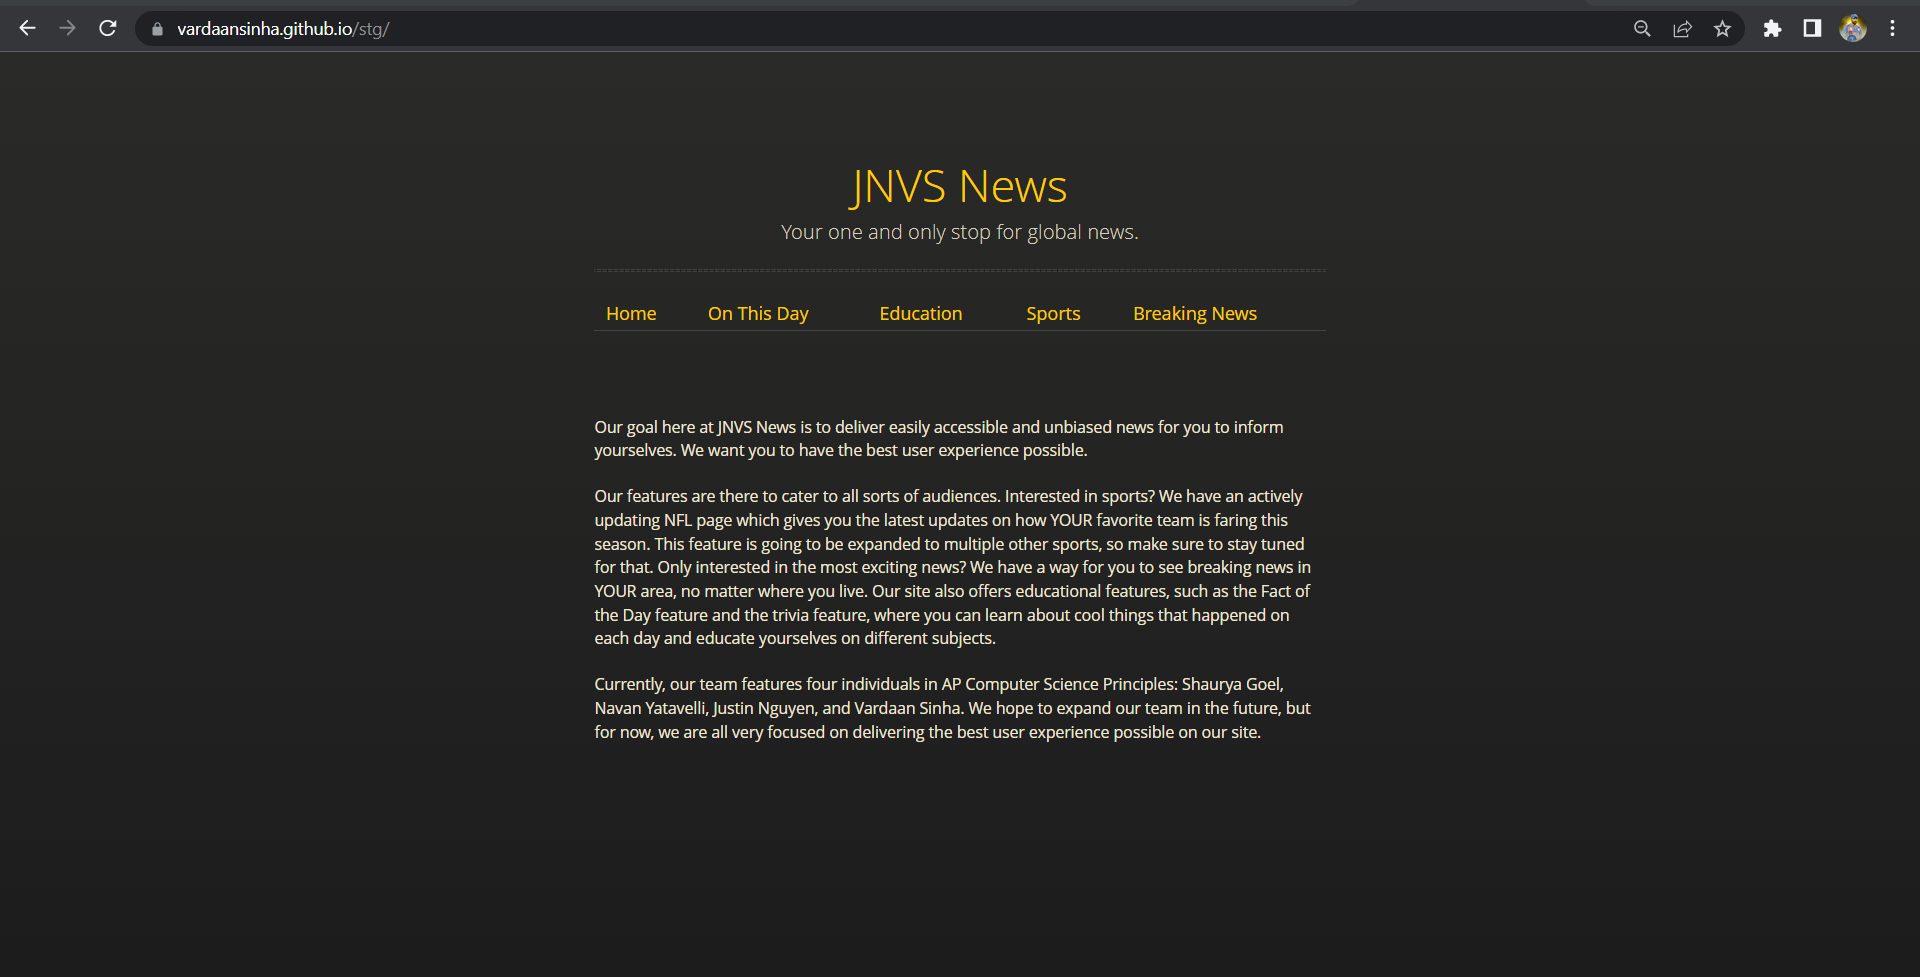 vardaansinha.github.io/stg/
JNVS News
Your one and only stop for global news.
Home On This Day Education Sports Breaking News
Our goal here at JNVS News is to deliver easily accessible and unbiased news for you to inform
yourselves. We want you to have the best user experience possible.
Our features are there to cater to all sorts of audiences. Interested in sports? We have an actively
updating NFL page which gives you the latest updates on how YOUR favorite team is faring this
season. This feature is going to be expanded to multiple other sports, so make sure to stay tuned
for that. Only interested in the most exciting news? We have a way for you to see breaking news in
YOUR area, no matter where you live. Our site also offers educational features, such as the Fact of
the Day feature and the trivia feature, where you can learn about cool things that happened on
each day and educate yourselves on different subjects.
Currently, our team features four individuals in AP Computer Science Principles: Shaurya Goel,
Navan Yatavelli, Justin Nguyen, and Vardaan Sinha. We hope to expand our team in the future, but
for now, we are all very focused on delivering the best user experience possible on our site.